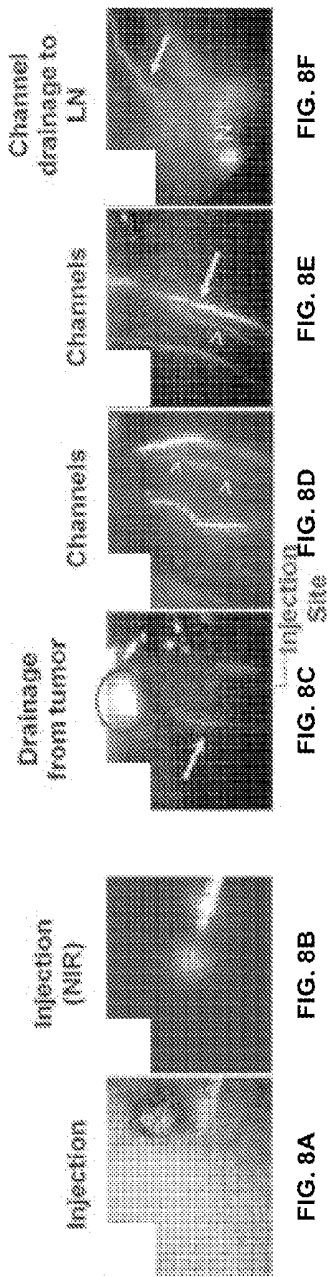 Injection
FIG. 8A
Injection
(NIR)
FIG. 8B
Drainage
from tumor
FIG. 8C
Injection
Site
Channels
FIG. 8D
Channels
FIG. 8E
Channel
drainage to
LN
FIG. 8F